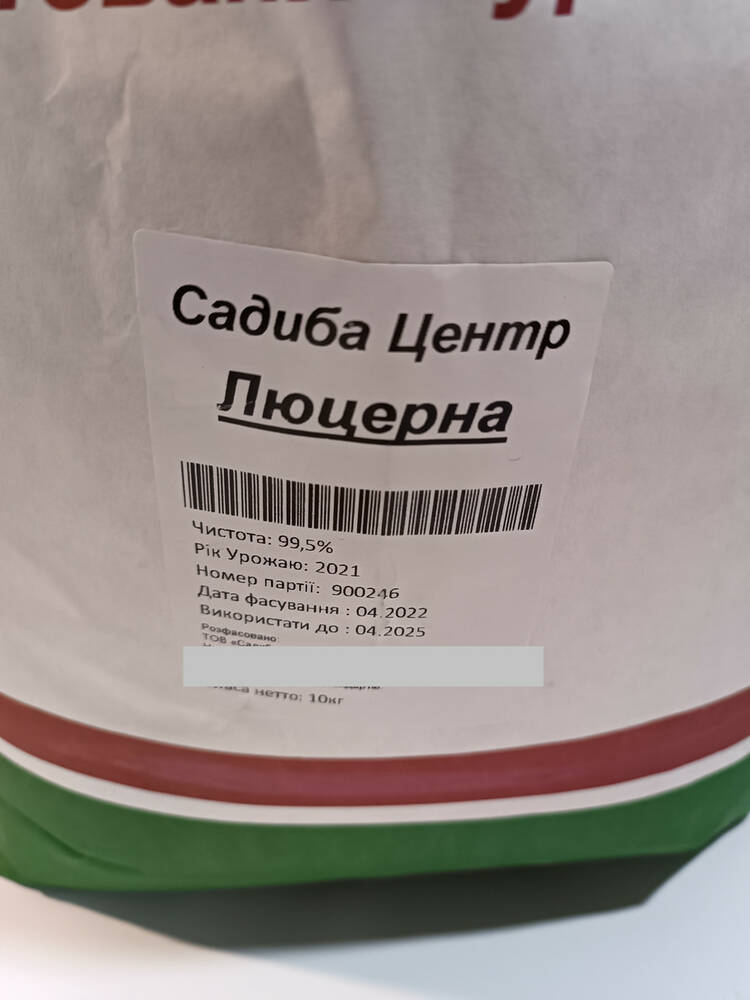 Садиба Центр
Люцерна
Чистота: 99,5%
Рік Урожаю: 2021
Номер партії: 900246
Дата фасування : 04.2022
Використати до : 04.2025
Розфасовано:
ТОВ
нетто: 10кг